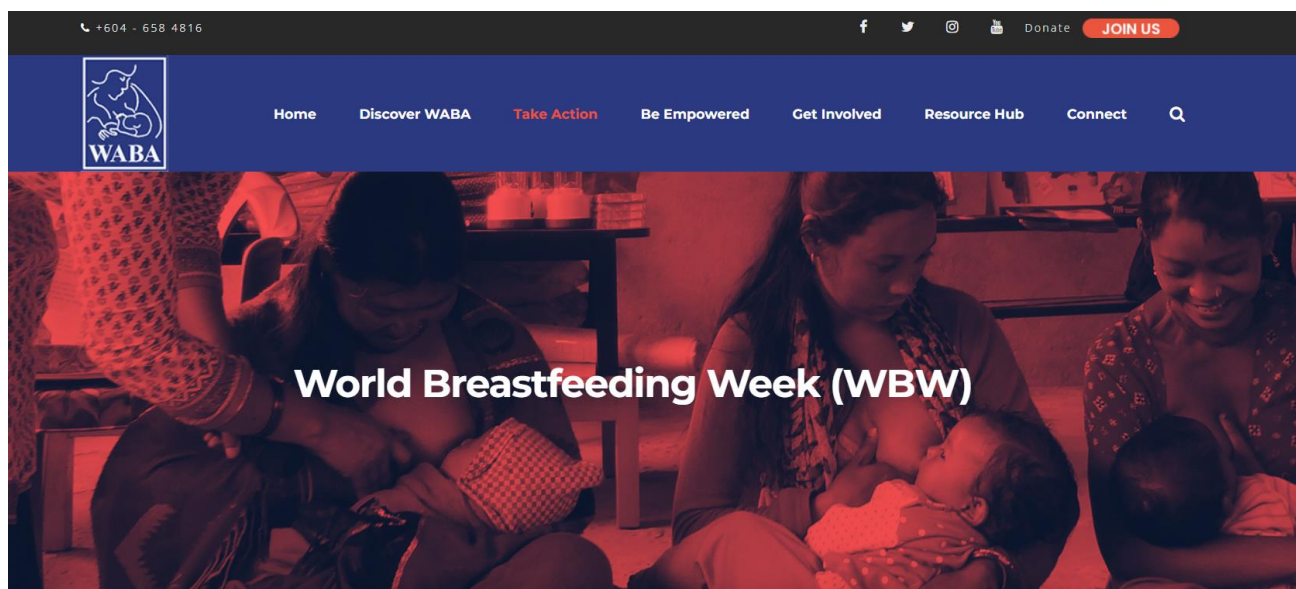 +604 - 658 4816
Donate
JOIN US
WABA
Home
Discover WABA
Take Action
Be Empowered
Get Involved
Resource Hub
Connect
World Breastfeeding Week (WBW)